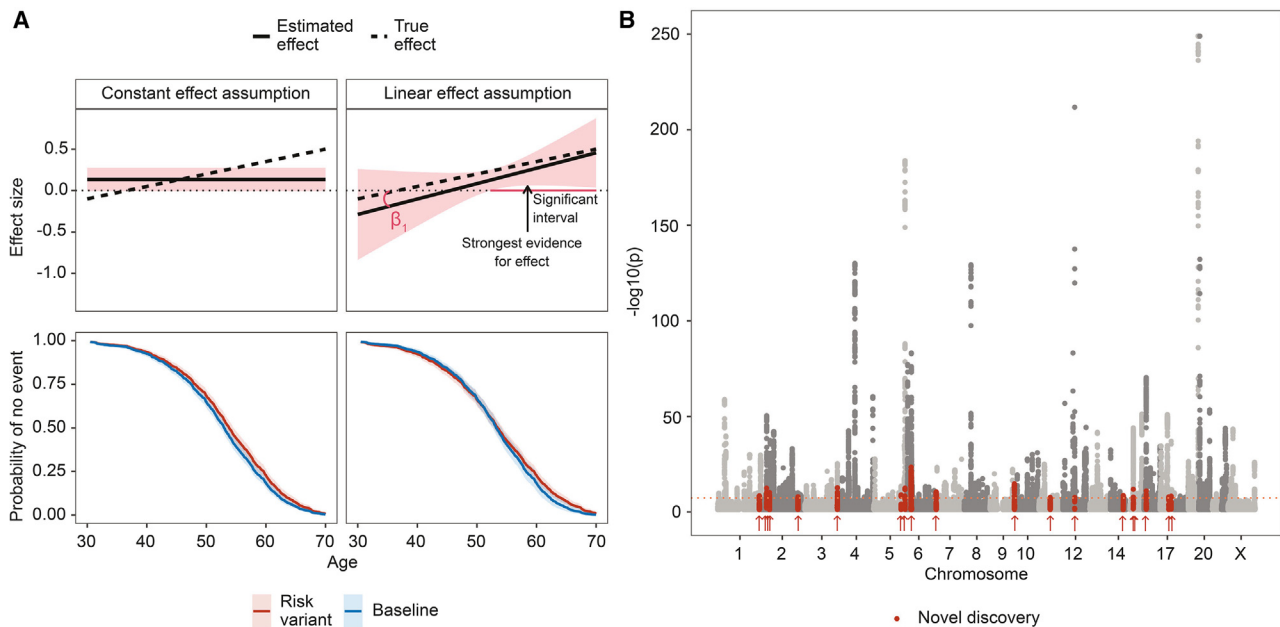 A
Estimated effect
True effect
Constant effect assumption
Linear effect assumption
Effect size
0.5
0.0
-0.5
-1.0
β1
Significant
interval
Strongest evidence
for effect
Probability of no event
1.00
0.75
0.50
0.25
0.00
30 40 50 60 70
30 40 50 60 70
Age
Risk variant
Baseline
B
-log10(p)
250
200
150
100
50
0
1 2 3 4 5 6 7 8 9 10 12 14 17 20 X
Chromosome
Novel discovery